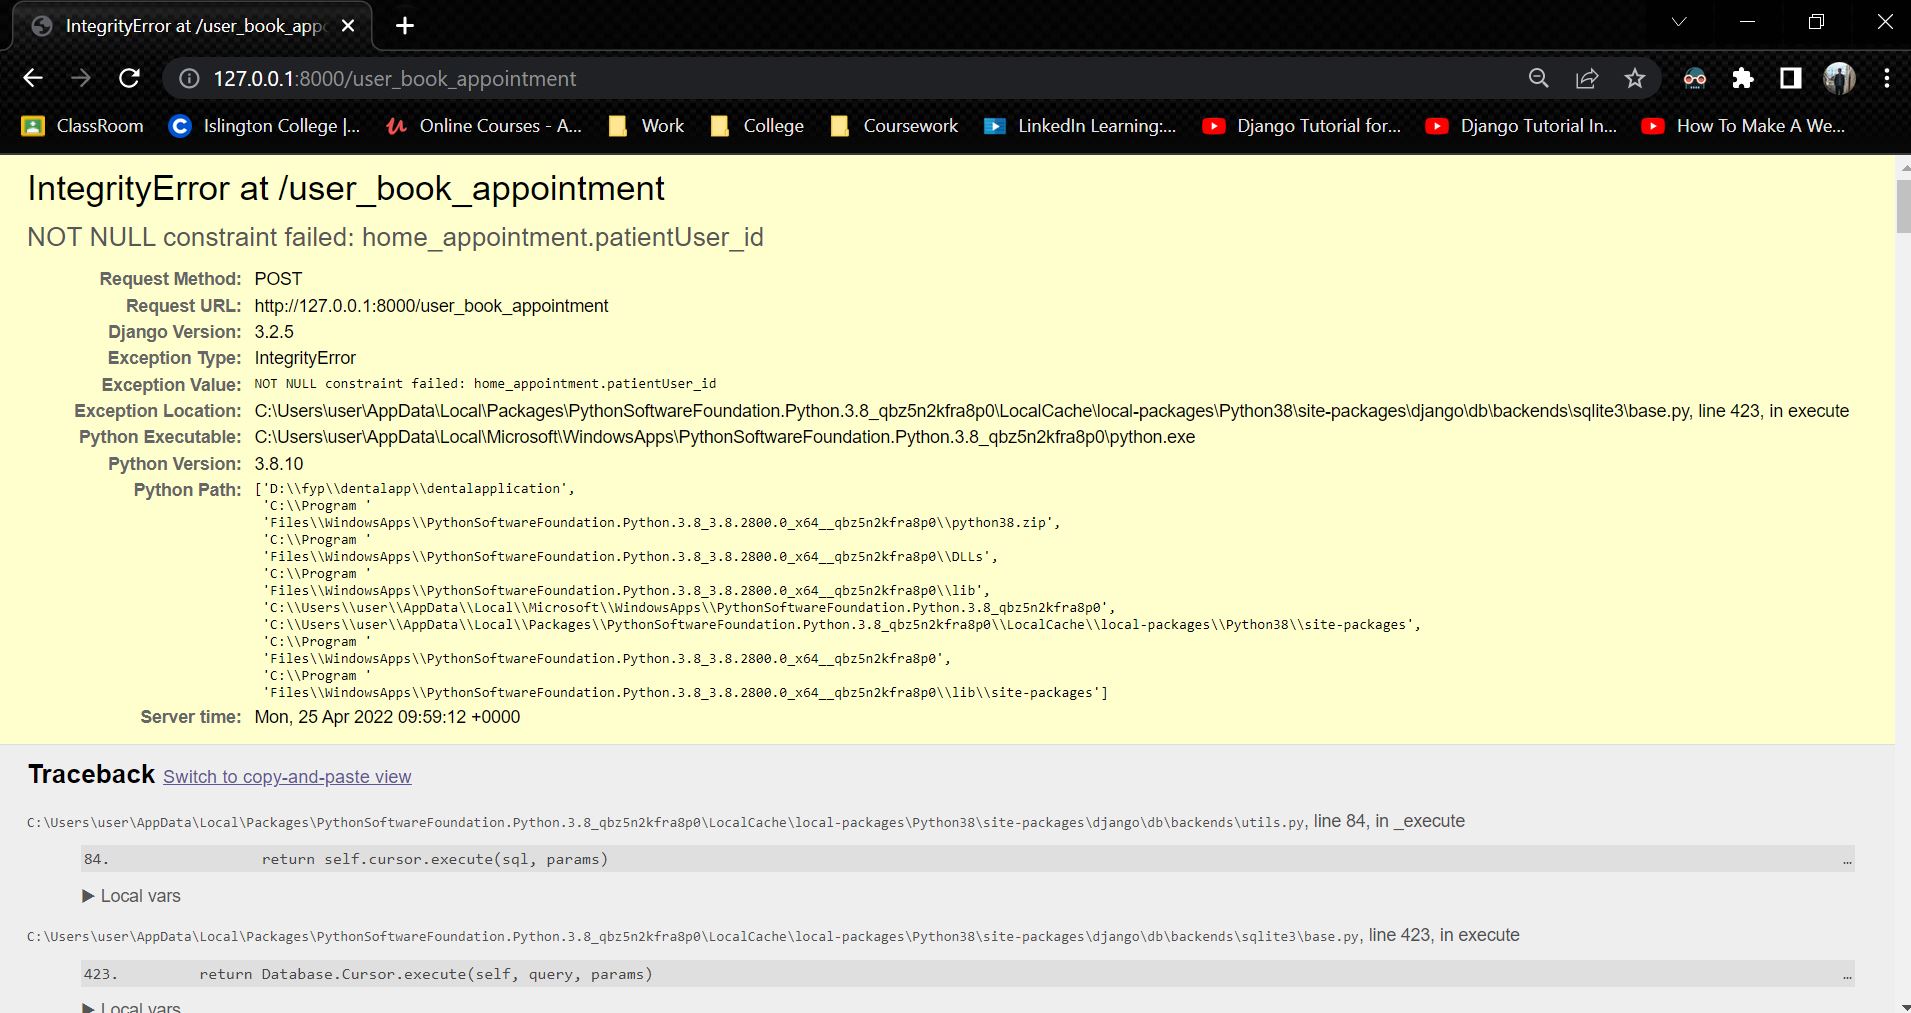 IntegrityError at /user_book_app
127.0.0.1:8000/user_book_appointment
ClassRoom Islington College |... Online Courses - A... Work College Coursework LinkedIn Learning:... Django Tutorial for... Django Tutorial In... How To Make A We...
IntegrityError at /user_book_appointment
NOT NULL constraint failed: home_appointment.patientUser_id
Request Method: POST
Request URL: http://127.0.0.1:8000/user_book_appointment
Django Version: 3.2.5
Exception Type: IntegrityError
Exception Value: NOT NULL constraint failed: home_appointment.patientUser_id
Exception Location: C:\Users\user\AppData\Local\Packages\PythonSoftwareFoundation.Python.3.8_qbz5n2kfra8p0\LocalCache\local-packages\Python38\site-packages\django\db\backends\sqlite3\base.py, line 423, in execute
Python Executable: C:\Users\user\AppData\Local\Microsoft\WindowsApps\PythonSoftwareFoundation.Python.3.8_qbz5n2kfra8p0\python.exe
Python Version: 3.8.10
Python Path: ['D:\\fyp\\dentalapp\\dentalapplication',
'C:\\Program '
'Files\\WindowsApps\\PythonSoftwareFoundation.Python.3.8_3.8.2800.0_x64__qbz5n2kfra8p0\\python38.zip',
'C:\\Program '
'Files\\WindowsApps\\PythonSoftwareFoundation.Python.3.8_3.8.2800.0_x64__qbz5n2kfra8p0\\DLLs',
'C:\\Program '
'Files\\WindowsApps\\PythonSoftwareFoundation.Python.3.8_3.8.2800.0_x64__qbz5n2kfra8p0\\lib',
'C:\\Users\\user\\AppData\\Local\\Microsoft\\WindowsApps\\PythonSoftwareFoundation.Python.3.8_qbz5n2kfra8p0',
'C:\\Users\\user\\AppData\\Local\\Packages\\PythonSoftwareFoundation.Python.3.8_qbz5n2kfra8p0\\LocalCache\\local-packages\\Python38\\site-packages',
'C:\\Program '
'Files\\WindowsApps\\PythonSoftwareFoundation.Python.3.8_3.8.2800.0_x64__qbz5n2kfra8p0',
'C:\\Program '
'Files\\WindowsApps\\PythonSoftwareFoundation.Python.3.8_3.8.2800.0_x64__qbz5n2kfra8p0\\lib\\site-packages']
Server time: Mon, 25 Apr 2022 09:59:12 +0000
Traceback Switch to copy-and-paste view
C:\Users\user\AppData\Local\Packages\PythonSoftwareFoundation.Python.3.8_qbz5n2kfra8p0\LocalCache\local-packages\Python38\site-packages\django\db\backends\utils.py, line 84, in _execute
84. return self.cursor.execute(sql, params) …
▶ Local vars
C:\Users\user\AppData\Local\Packages\PythonSoftwareFoundation.Python.3.8_qbz5n2kfra8p0\LocalCache\local-packages\Python38\site-packages\django\db\backends\sqlite3\base.py, line 423, in execute
423. return Database.Cursor.execute(self, query, params) …
▶ Local vars